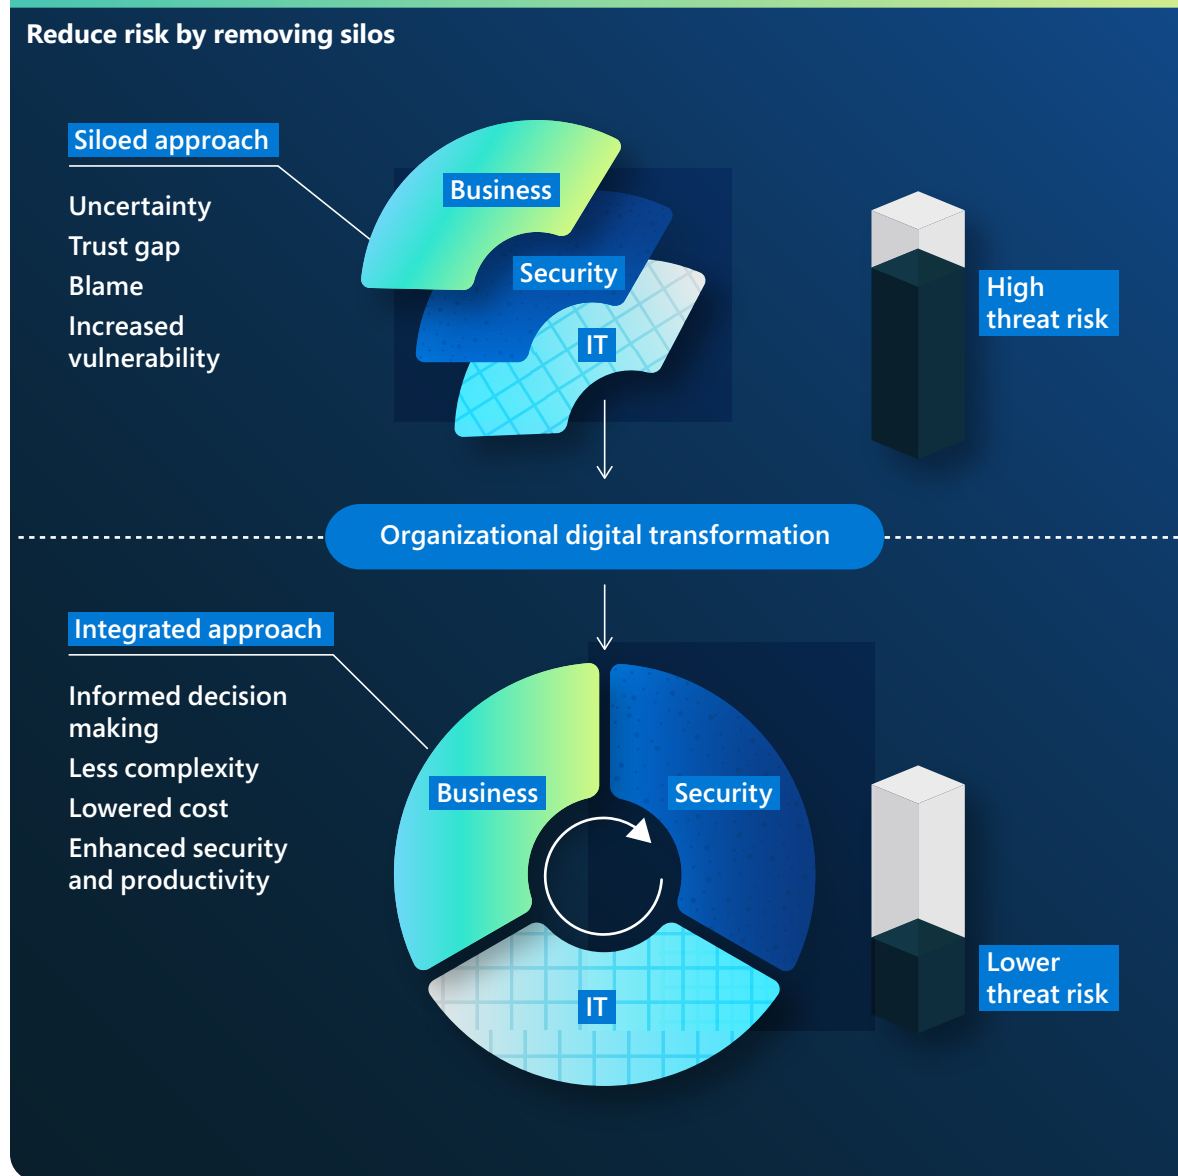 Reduce risk by removing silos
Siloed approach
Uncertainty
Trust gap
Blame
Increased
vulnerability
Business
Security
IT
High
threat risk
Organizational digital transformation
Integrated approach
Informed decision
making
Less complexity
Lowered cost
Enhanced security
and productivity
Business
Security
IT
Lower
threat risk